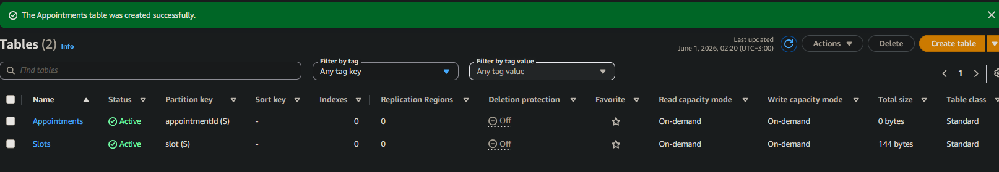 The Appointments table was created successfully.
Tables (2) Info
Last updated
June 1, 2026, 02:20 (UTC+3:00)
Actions
Delete
Create table
Find tables
Filter by tag
Any tag key
Filter by tag value
Any tag value
1
Name Status Partition key Sort key Indexes Replication Regions Deletion protection Favorite Read capacity mode Write capacity mode Total size Table class
Appointments Active appointmentId (S) - 0 0 Off On-demand On-demand 0 bytes Standard
Slots Active slot (S) - 0 0 Off On-demand On-demand 144 bytes Standard